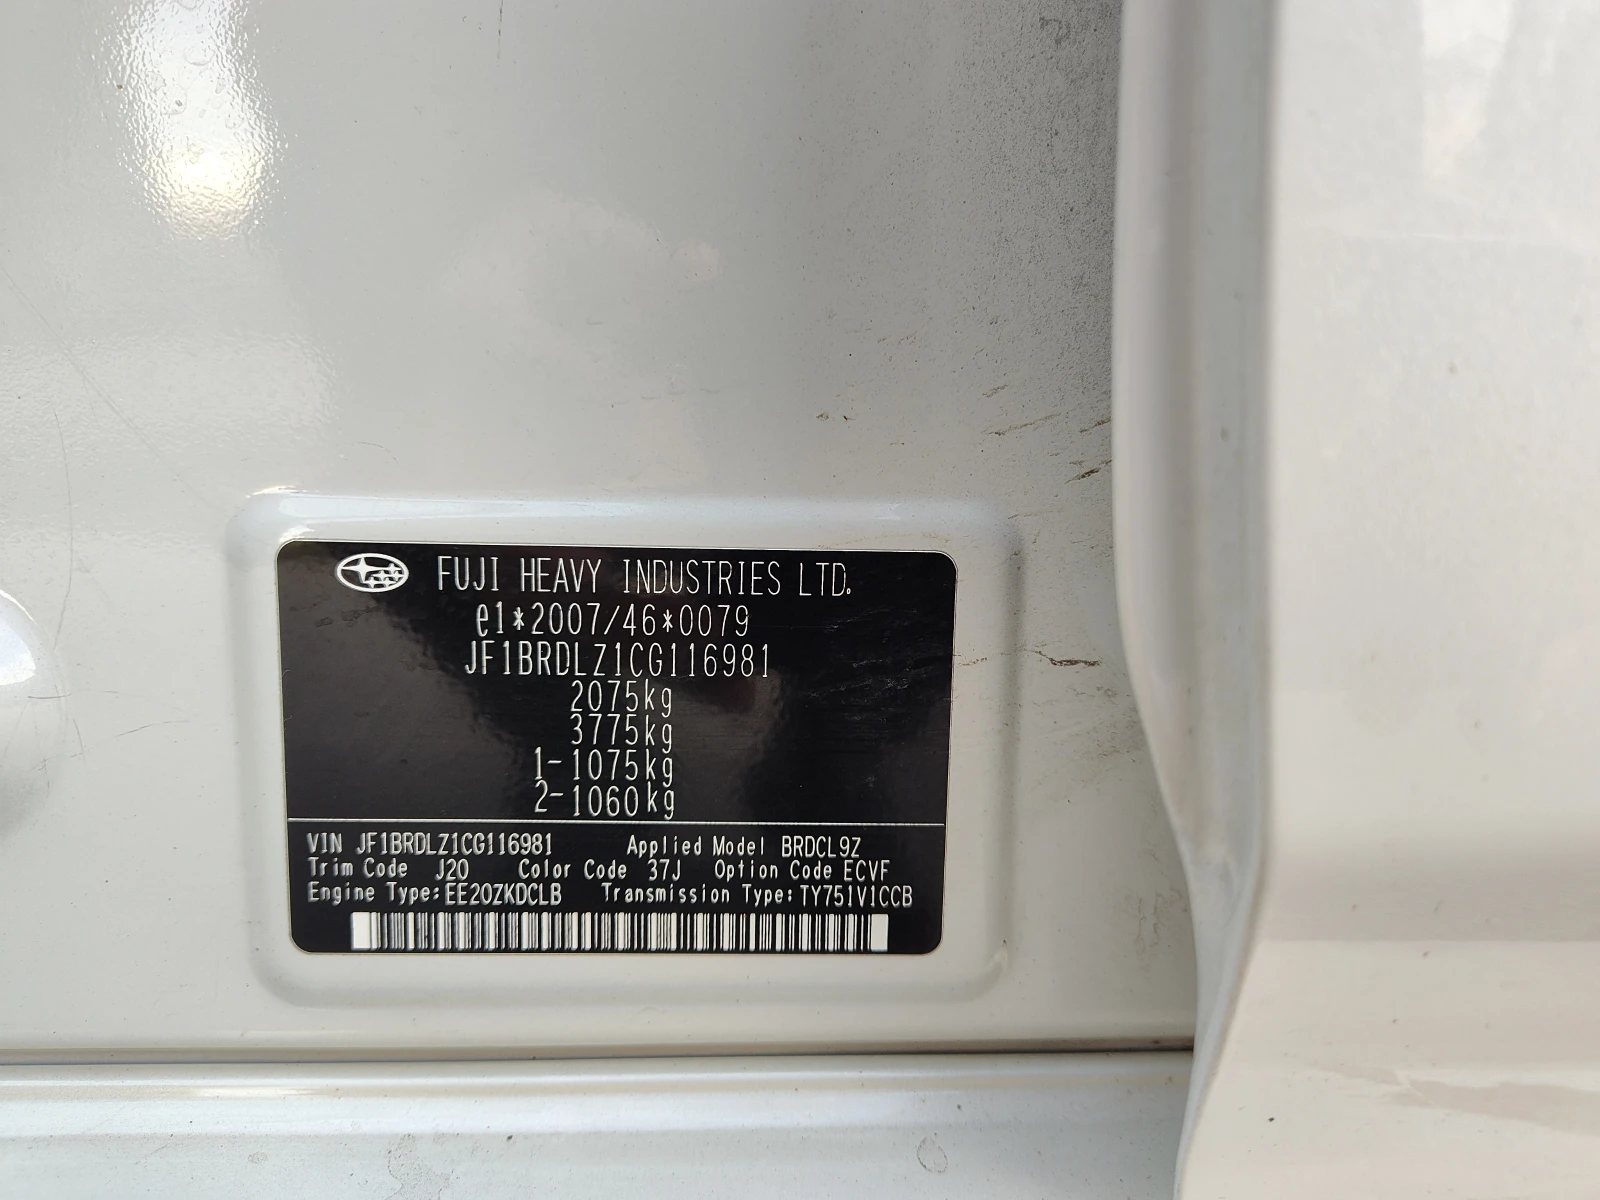 FUJI HEAVY INDUSTRIES LTD.
e1*2007/46*0079
JF1BRDLZ1CG116981
2075kg
3775kg
1-1075kg
2-1060kg
VIN JF1BRDLZ1CG116981 Applied Model BRDCL9Z
Trim Code J20 Color Code 37J Option Code ECVF
Engine Type:EE20ZKDCLB Transmission Type:TY751V1CCB